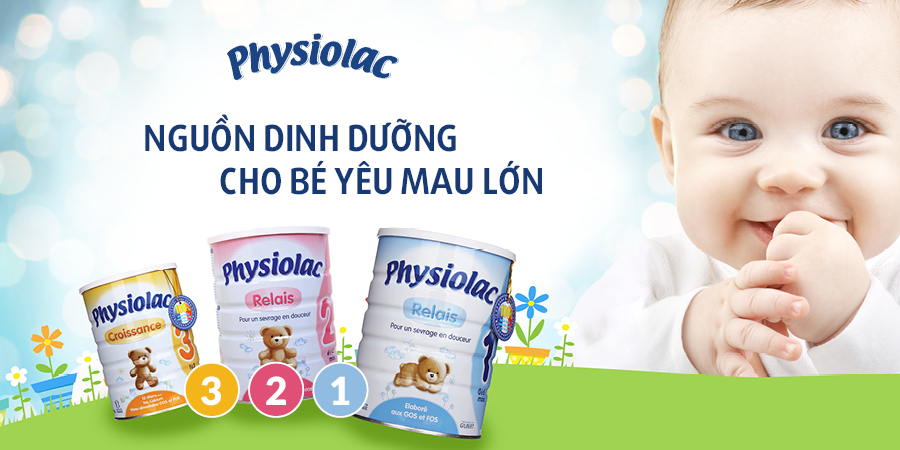 Physiolac
NGUỒN DINH DƯỠNG
CHO BÉ YÊU MAU LỚN
Physiolac
Croissance
3
Physiolac
Relais
Pour un sevrage en douceur
2
Physiolac
Relais
Pour un sevrage en douceur
1
Elaboré
aux GOS et FOS
3
2
1